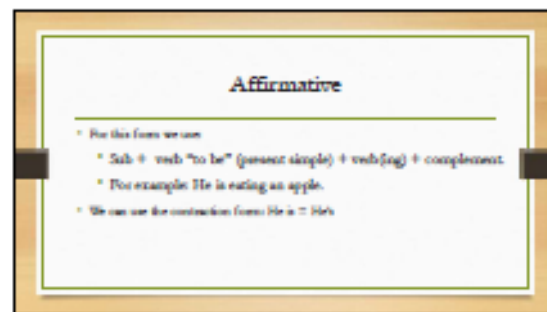 Affirmative
For this form we use:
Sub + verb "to be" (present simple) + verb(ing) + complement.
For example: He is eating an apple.
We can use the contraction form: He is = He's